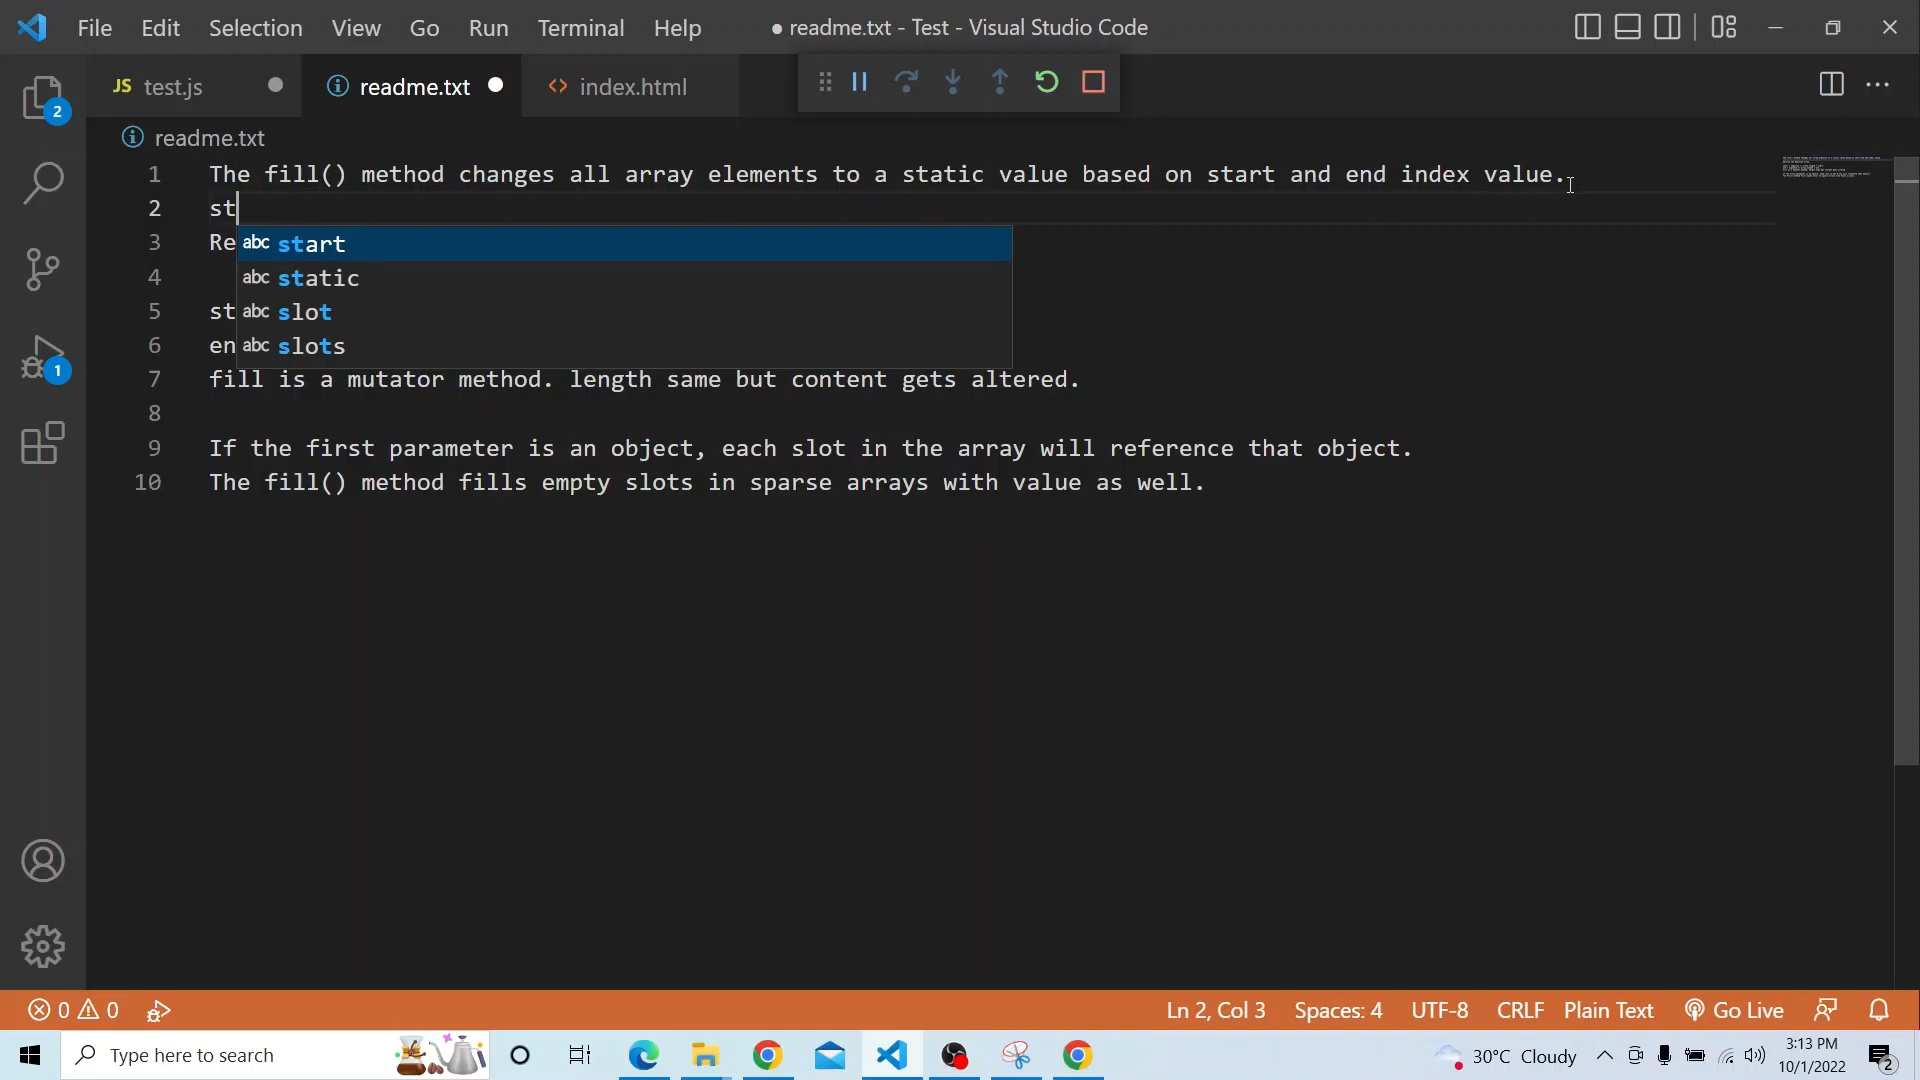 File Edit Selection View Go Run Terminal Help
● readme.txt - Test - Visual Studio Code
JS test.js
readme.txt
index.html
2
readme.txt
1 The fill() method changes all array elements to a static value based on start and end index value.
2 st
3 Re
abc start
4
abc static
5 st
abc slot
6 en
abc slots
1
7 fill is a mutator method. length same but content gets altered.
8
9 If the first parameter is an object, each slot in the array will reference that object.
10 The fill() method fills empty slots in sparse arrays with value as well.
0 0
Ln 2, Col 3 Spaces: 4 UTF-8 CRLF Plain Text Go Live
Type here to search
30°C Cloudy
3:13 PM
10/1/2022
2